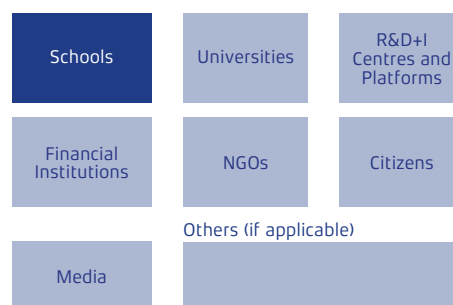 Schools
Universities
R&D+I
Centres and
Platforms
Financial
Institutions
NGOs
Citizens
Others (if applicable)
Media